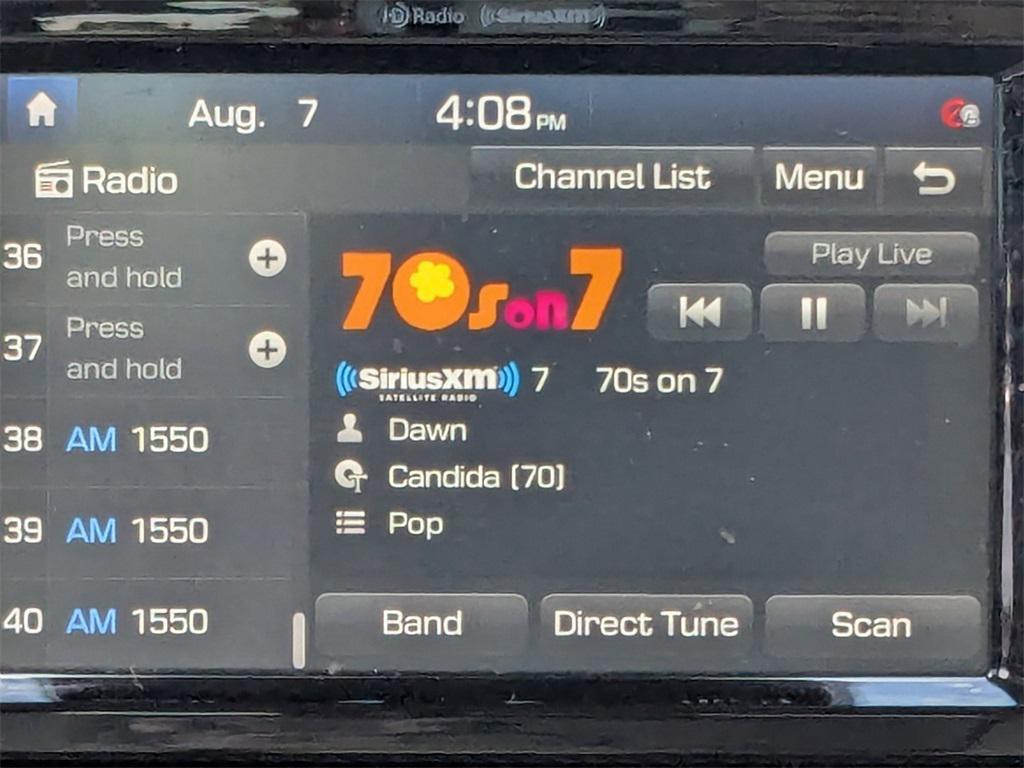 HD Radio ((SiriusXM))
Aug. 7 4:08 PM
Radio
Channel List Menu
36 Press
and hold
37 Press
and hold
38 AM 1550
39 AM 1550
40 AM 1550
70s on 7
Play Live
((SiriusXM)) 7 70s on 7
SATELLITE RADIO
Dawn
Candida (70)
Pop
Band Direct Tune Scan